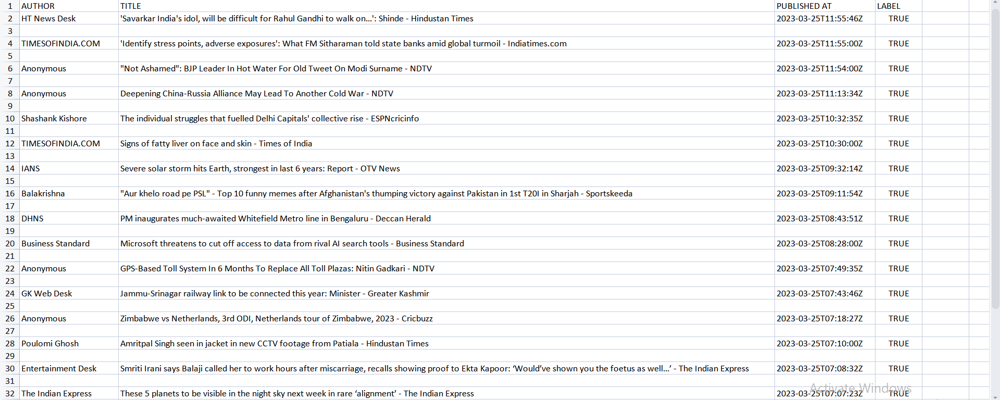 1 AUTHOR TITLE PUBLISHED AT LABEL
2 HT News Desk 'Savarkar India's idol, will be difficult for Rahul Gandhi to walk on...': Shinde - Hindustan Times 2023-03-25T11:55:46Z TRUE
3
4 TIMESOFINDIA.COM 'Identify stress points, adverse exposures': What FM Sitharaman told state banks amid global turmoil - Indiatimes.com 2023-03-25T11:55:00Z TRUE
5
6 Anonymous "Not Ashamed": BJP Leader In Hot Water For Old Tweet On Modi Surname - NDTV 2023-03-25T11:54:00Z TRUE
7
8 Anonymous Deepening China-Russia Alliance May Lead To Another Cold War - NDTV 2023-03-25T11:13:34Z TRUE
9
10 Shashank Kishore The individual struggles that fuelled Delhi Capitals' collective rise - ESPNcricinfo 2023-03-25T10:32:35Z TRUE
11
12 TIMESOFINDIA.COM Signs of fatty liver on face and skin - Times of India 2023-03-25T10:30:00Z TRUE
13
14 IANS Severe solar storm hits Earth, strongest in last 6 years: Report - OTV News 2023-03-25T09:32:14Z TRUE
15
16 Balakrishna "Aur khelo road pe PSL" - Top 10 funny memes after Afghanistan's thumping victory against Pakistan in 1st T20I in Sharjah - Sportskeeda 2023-03-25T09:11:54Z TRUE
17
18 DHNS PM inaugurates much-awaited Whitefield Metro line in Bengaluru - Deccan Herald 2023-03-25T08:43:51Z TRUE
19
20 Business Standard Microsoft threatens to cut off access to data from rival AI search tools - Business Standard 2023-03-25T08:28:00Z TRUE
21
22 Anonymous GPS-Based Toll System In 6 Months To Replace All Toll Plazas: Nitin Gadkari - NDTV 2023-03-25T07:49:35Z TRUE
23
24 GK Web Desk Jammu-Srinagar railway link to be connected this year: Minister - Greater Kashmir 2023-03-25T07:43:46Z TRUE
25
26 Anonymous Zimbabwe vs Netherlands, 3rd ODI, Netherlands tour of Zimbabwe, 2023 - Cricbuzz 2023-03-25T07:18:27Z TRUE
27
28 Poulomi Ghosh Amritpal Singh seen in jacket in new CCTV footage from Patiala - Hindustan Times 2023-03-25T07:10:00Z TRUE
29
30 Entertainment Desk Smriti Irani says Balaji called her to work hours after miscarriage, recalls showing proof to Ekta Kapoor: ‘Would’ve shown you the foetus as well…’ - The Indian Express 2023-03-25T07:08:32Z TRUE
31
32 The Indian Express These 5 planets to be visible in the night sky next week in rare ‘alignment’ - The Indian Express 2023-03-25T07:07:23Z TRUE
Activate Windows